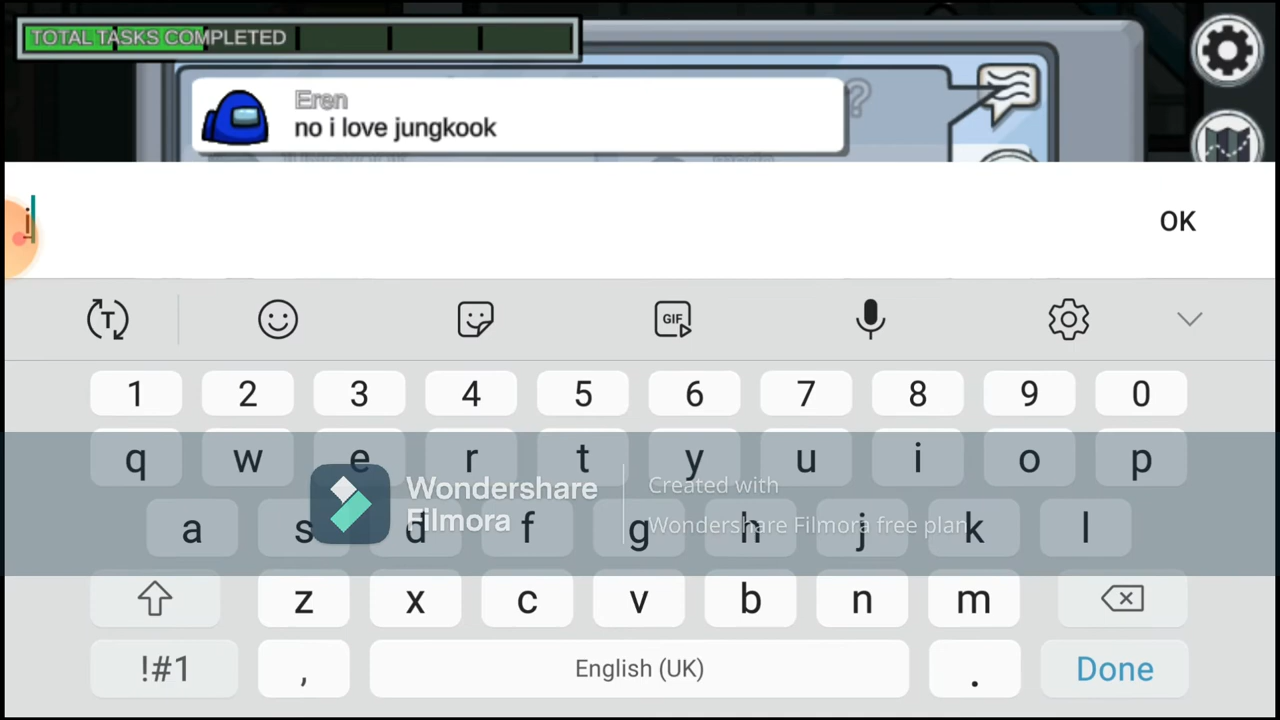 TOTAL TASKS COMPLETED
Eren
no i love jungkook
?
i
OK
T
GIF
1 2 3 4 5 6 7 8 9 0
q w e r t y u i o p
a s d f g h j k l
Wondershare Filmora
Created with
Wondershare Filmora free plan
z x c v b n m
!#1 , English (UK) . Done